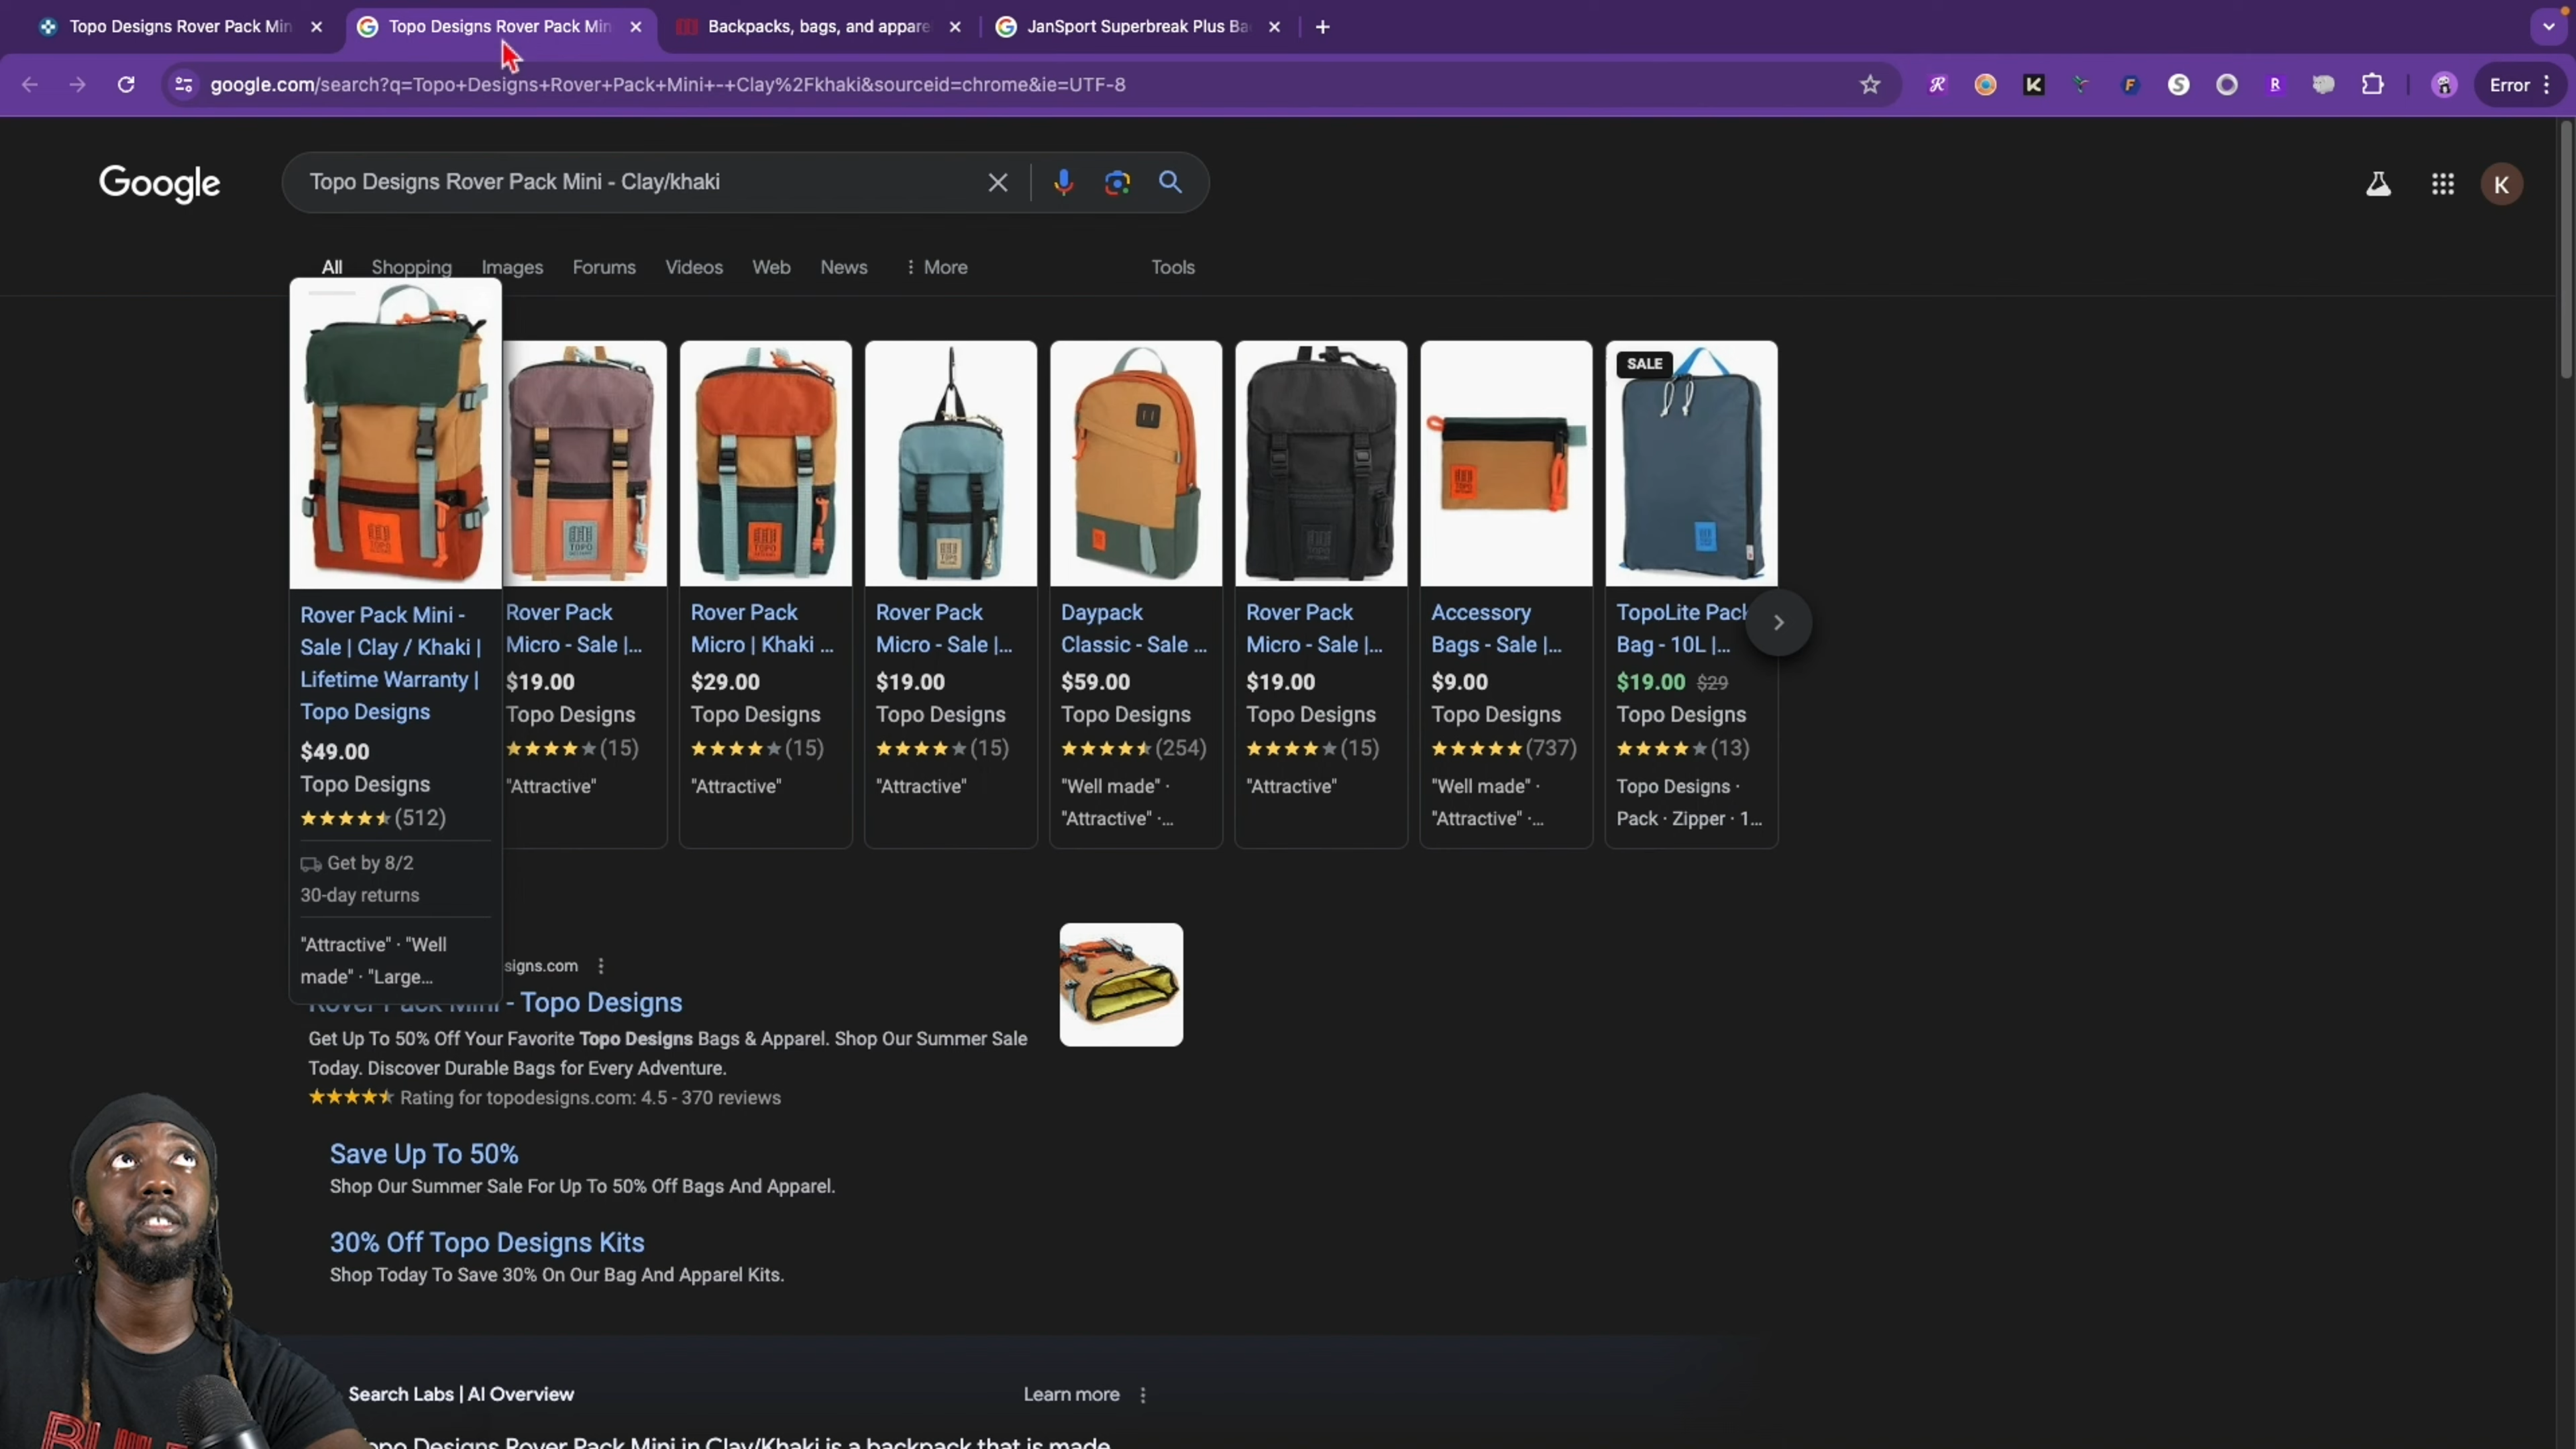 Topo Designs Rover Pack Min
Topo Designs Rover Pack Min
Backpacks, bags, and appare
JanSport Superbreak Plus Ba
google.com/search?q=Topo+Designs+Rover+Pack+Mini+-+Clay%2Fkhaki&sourceid=chrome&ie=UTF-8
Error
Google
Topo Designs Rover Pack Mini - Clay/khaki
K
All
Shopping
Images
Forums
Videos
Web
News
More
Tools
Rover Pack Mini -
Sale | Clay / Khaki |
Lifetime Warranty |
Topo Designs
$49.00
Topo Designs
(512)
Get by 8/2
30-day returns
"Attractive" · "Well
made" · "Large...
Rover Pack
Micro - Sale |...
$19.00
Topo Designs
(15)
"Attractive"
Rover Pack
Micro | Khaki ...
$29.00
Topo Designs
(15)
"Attractive"
Rover Pack
Micro - Sale |...
$19.00
Topo Designs
(15)
"Attractive"
Daypack
Classic - Sale ...
$59.00
Topo Designs
(254)
"Well made" ·
"Attractive" ·...
Rover Pack
Micro - Sale |...
$19.00
Topo Designs
(15)
"Attractive"
Accessory
Bags - Sale |...
$9.00
Topo Designs
(737)
"Well made" ·
"Attractive" ·...
SALE
TopoLite Pack
Bag - 10L |...
$19.00 $29
Topo Designs
(13)
Topo Designs ·
Pack · Zipper · 1...
signs.com
Rover Pack Mini - Topo Designs
Get Up To 50% Off Your Favorite Topo Designs Bags & Apparel. Shop Our Summer Sale
Today. Discover Durable Bags for Every Adventure.
Rating for topodesigns.com: 4.5 - 370 reviews
Save Up To 50%
Shop Our Summer Sale For Up To 50% Off Bags And Apparel.
30% Off Topo Designs Kits
Shop Today To Save 30% On Our Bag And Apparel Kits.
Search Labs | AI Overview
Learn more
opo Designs Rover Pack Mini in Clay/Khaki is a backpack that is made